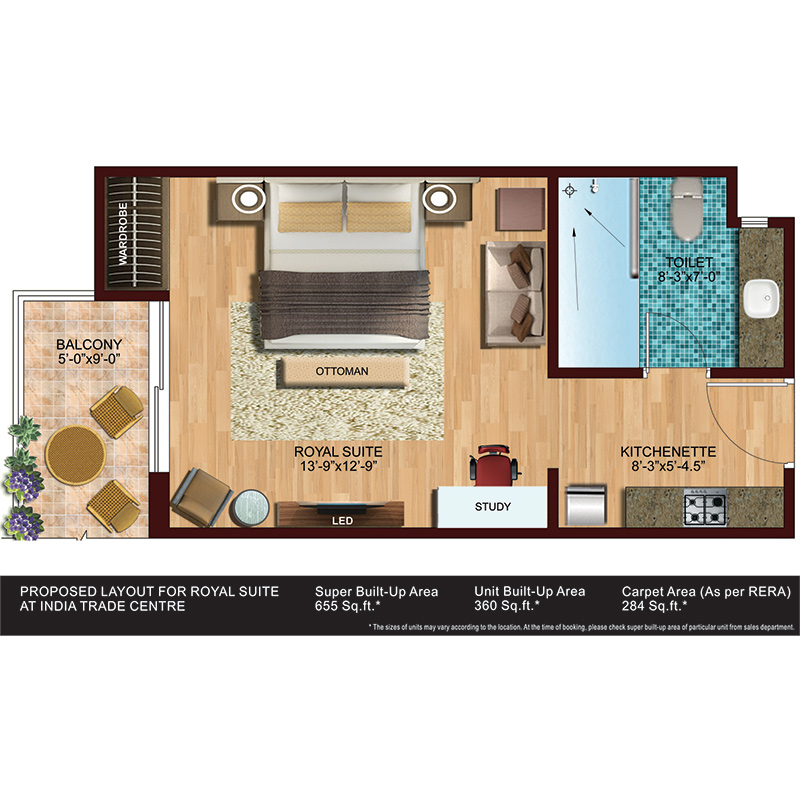 WARDROBE
TOILET
8'-3"x7'-0"
BALCONY
5'-0"x9'-0"
OTTOMAN
ROYAL SUITE
13'-9"x12'-9"
KITCHENETTE
8'-3"x5'-4.5"
STUDY
LED
PROPOSED LAYOUT FOR ROYAL SUITE
AT INDIA TRADE CENTRE
Super Built-Up Area
655 Sq.ft.*
Unit Built-Up Area
360 Sq.ft.*
Carpet Area (As per RERA)
284 Sq.ft.*
* The sizes of units may vary according to the location. At the time of booking, please check super built-up area of particular unit from sales department.